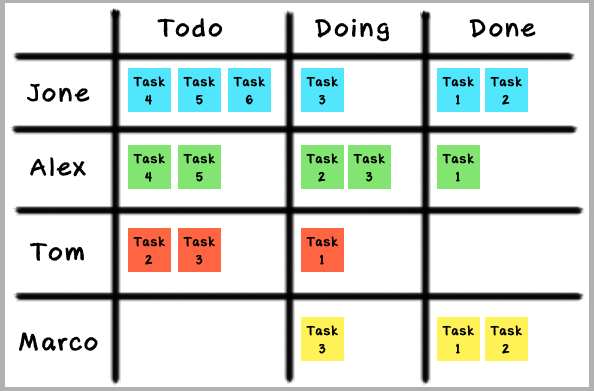 Todo Doing Done
Jone
Task Task Task Task Task Task
4 5 6 3 1 2
Alex
Task Task Task Task Task
4 5 2 3 1
Tom
Task Task Task
2 3 1
Marco
Task Task Task
3 1 2